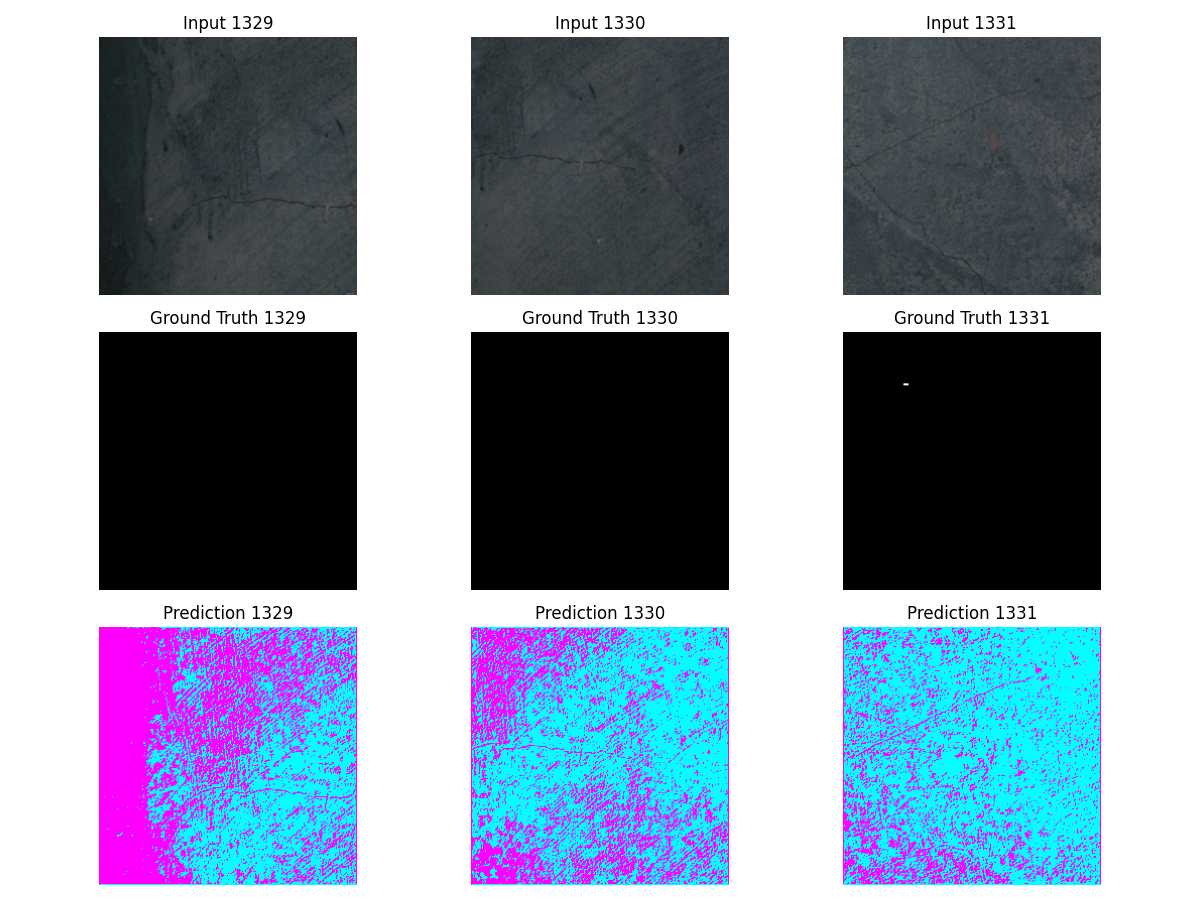 Input 1329
Input 1330
Input 1331
Ground Truth 1329
Ground Truth 1330
Ground Truth 1331
Prediction 1329
Prediction 1330
Prediction 1331